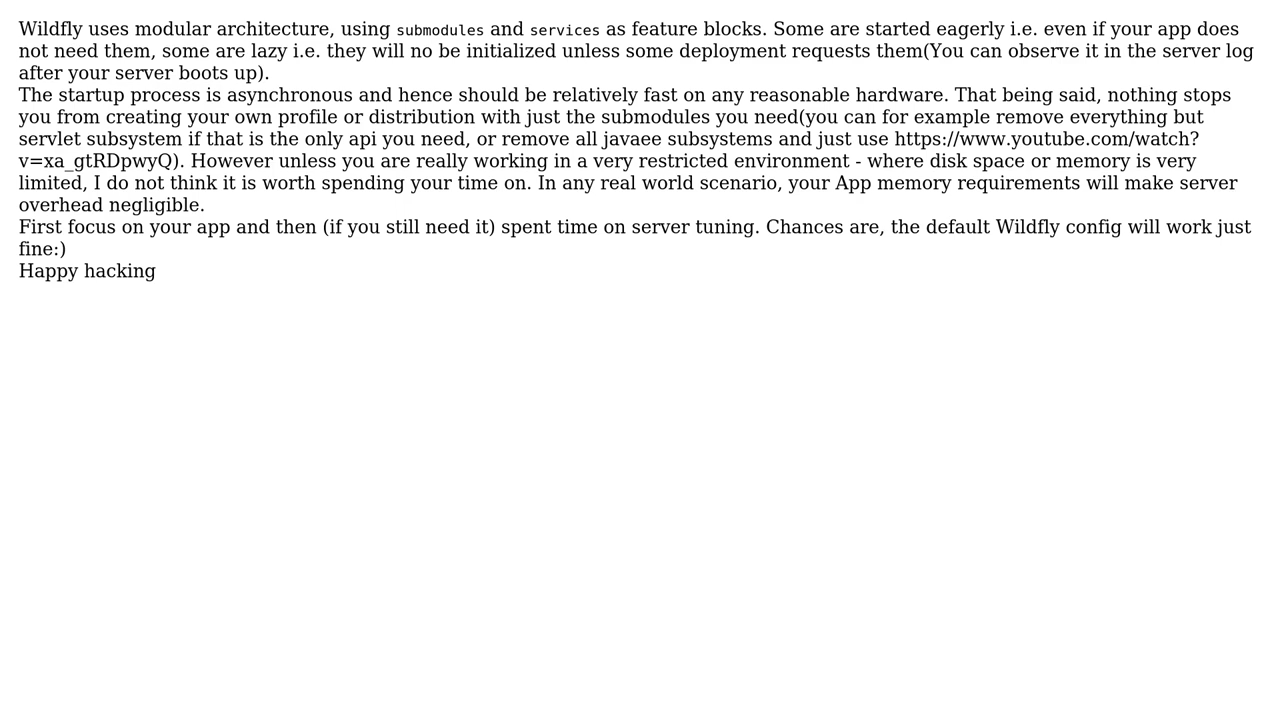 Wildfly uses modular architecture, using submodules and services as feature blocks. Some are started eagerly i.e. even if your app does
not need them, some are lazy i.e. they will no be initialized unless some deployment requests them(You can observe it in the server log
after your server boots up).
The startup process is asynchronous and hence should be relatively fast on any reasonable hardware. That being said, nothing stops
you from creating your own profile or distribution with just the submodules you need(you can for example remove everything but
servlet subsystem if that is the only api you need, or remove all javaee subsystems and just use https://www.youtube.com/watch?
v=xa_gtRDpwyQ). However unless you are really working in a very restricted environment - where disk space or memory is very
limited, I do not think it is worth spending your time on. In any real world scenario, your App memory requirements will make server
overhead negligible.
First focus on your app and then (if you still need it) spent time on server tuning. Chances are, the default Wildfly config will work just
fine:)
Happy hacking